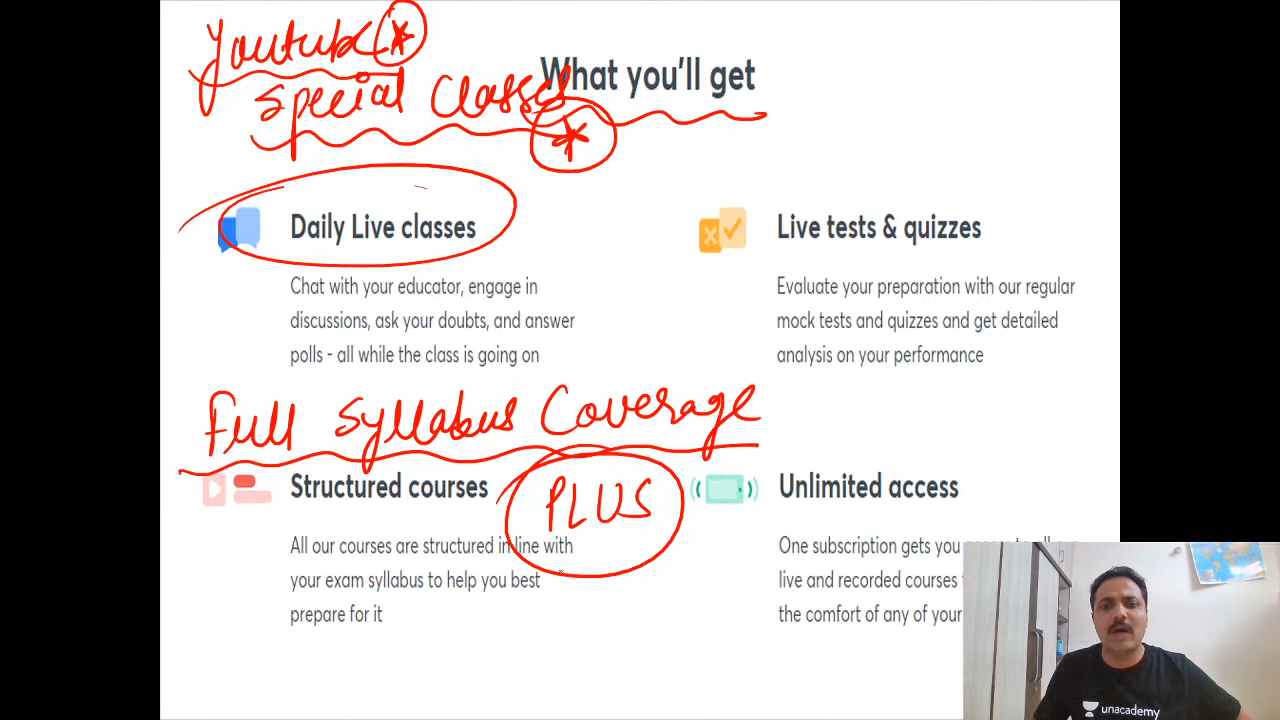 Youtube *
Special Classes
*
What you'll get
Daily Live classes
Chat with your educator, engage in
discussions, ask your doubts, and answer
polls - all while the class is going on
Live tests & quizzes
Evaluate your preparation with our regular
mock tests and quizzes and get detailed
analysis on your performance
Full Syllabus Coverage
PLUS
Structured courses
All our courses are structured in line with
your exam syllabus to help you best
prepare for it
Unlimited access
One subscription gets you
live and recorded courses
the comfort of any of your
unacademy